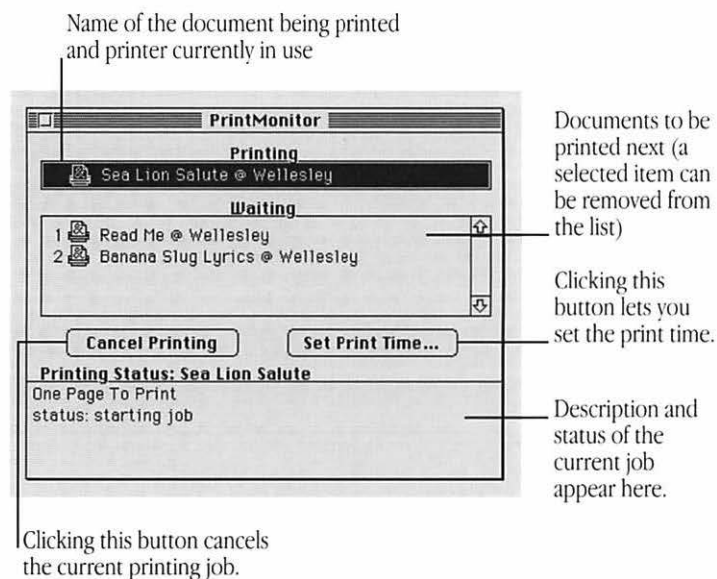 Name of the document being printed
and printer currently in use
PrintMonitor
Printing
Sea Lion Salute @ Wellesley
Waiting
1 Read Me @ Wellesley
2 Banana Slug Lyrics @ Wellesley
Cancel Printing
Set Print Time...
Printing Status: Sea Lion Salute
One Page To Print
status: starting job
Documents to be
printed next (a
selected item can
be removed from
the list)
Clicking this
button lets you
set the print time.
Description and
status of the
current job
appear here.
Clicking this button cancels
the current printing job.